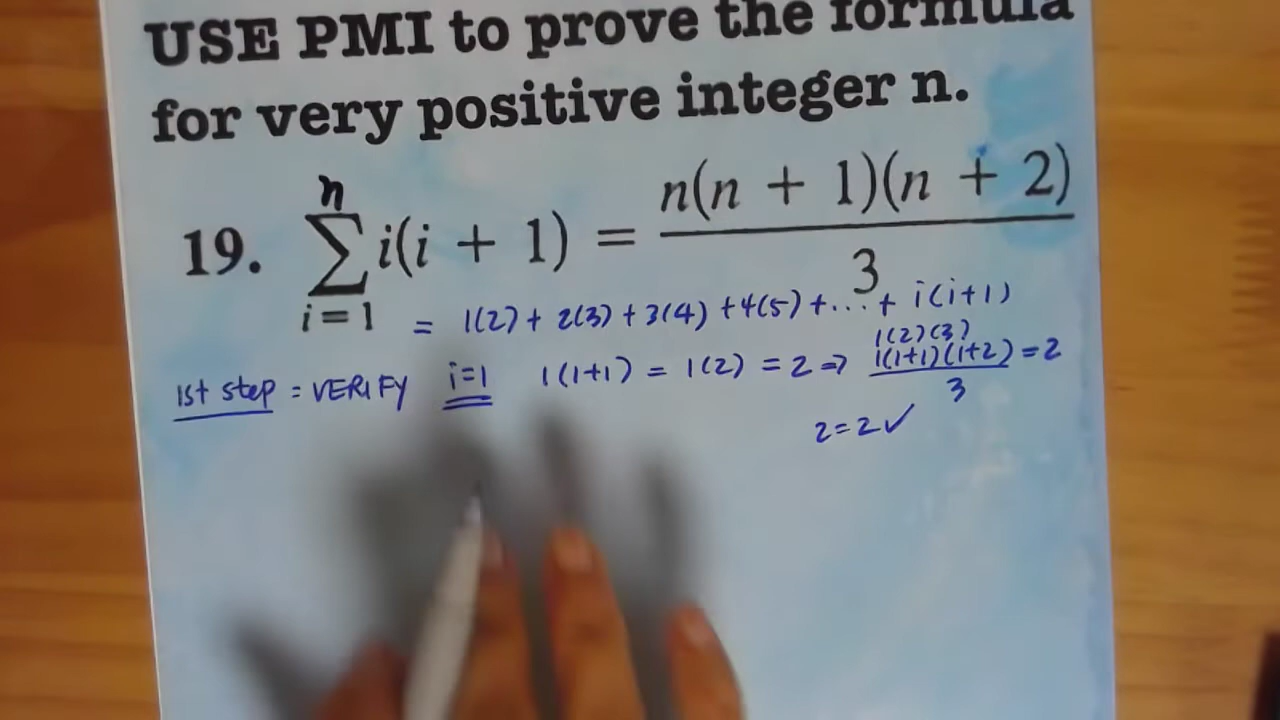 USE PMI to prove the formula
for very positive integer n.
19. n ∑ i=1 i(i + 1) = n(n + 1)(n + 2) / 3
= 1(2) + 2(3) + 3(4) + 4(5) + ... + i(i+1)
1st step = VERIFY i=1 1(1+1) = 1(2) = 2 ⇒ 1(2)(3) 1(1+1)(1+2) / 3 = 2
2=2 ✓